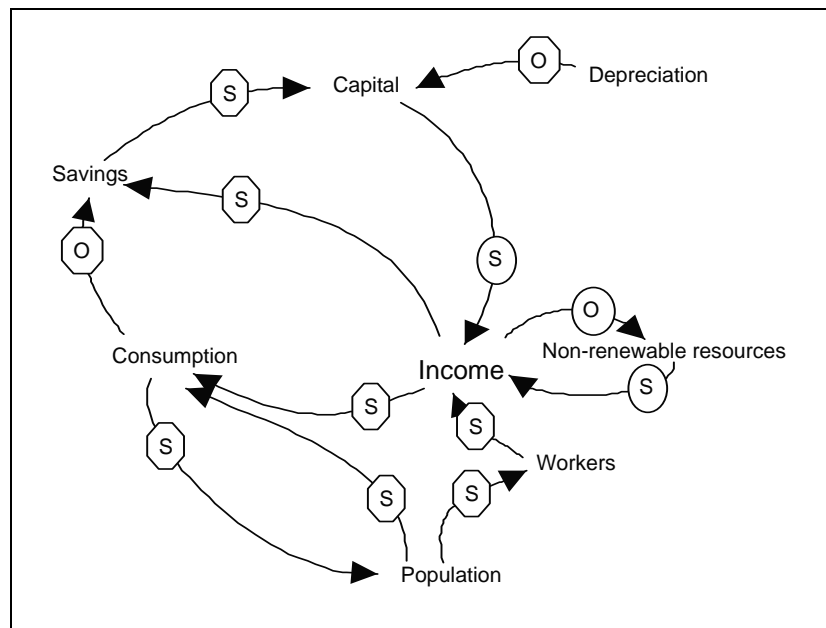 Capital
O
Depreciation
S
Savings
S
O
S
O
Consumption
Income
Non-renewable resources
S
S
S
S
Workers
S
S
Population